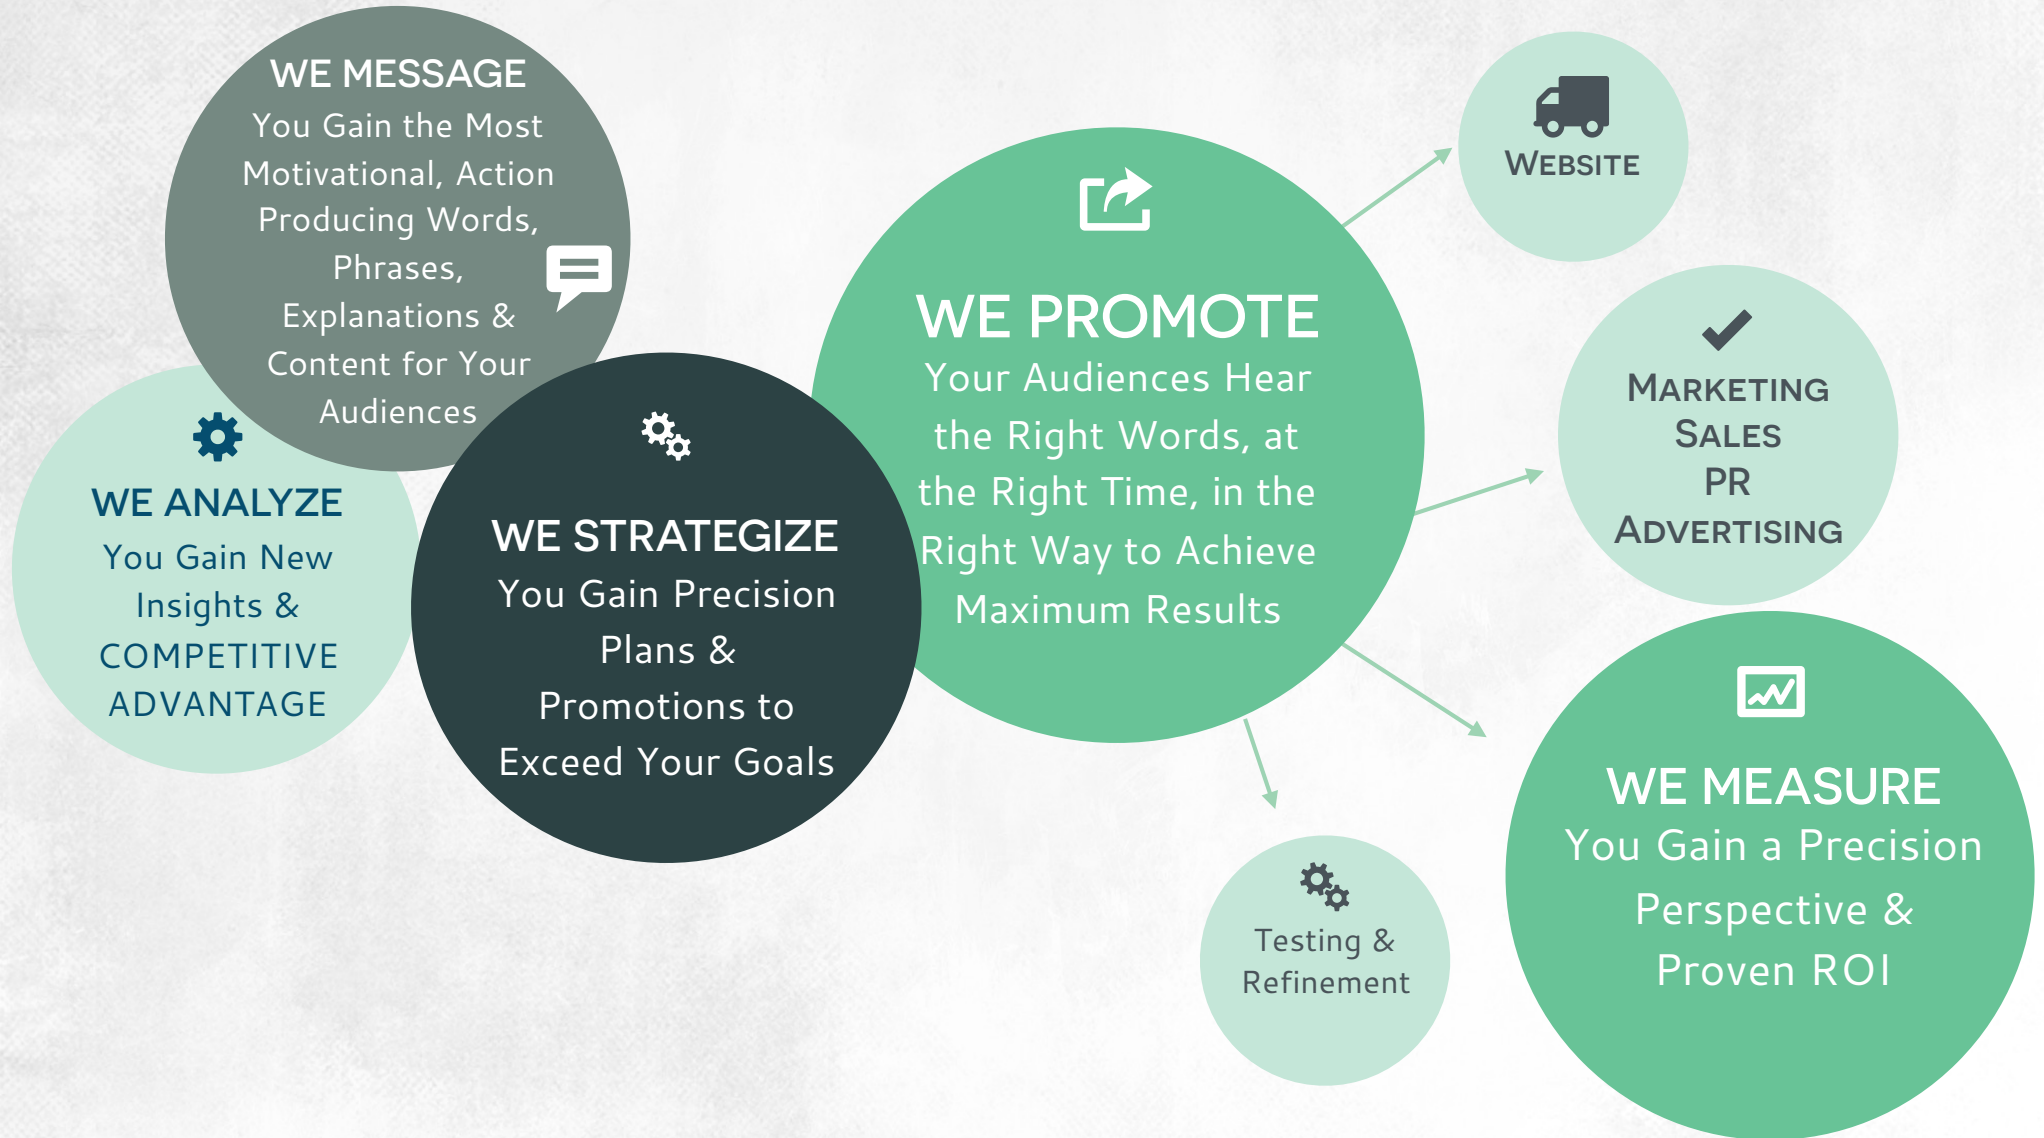 WE MESSAGE
You Gain the Most
Motivational, Action
Producing Words,
Phrases,
Explanations &
Content for Your
Audiences
WE ANALYZE
You Gain New
Insights &
COMPETITIVE
ADVANTAGE
WE STRATEGIZE
You Gain Precision
Plans &
Promotions to
Exceed Your Goals
WE PROMOTE
Your Audiences Hear
the Right Words, at
the Right Time, in the
Right Way to Achieve
Maximum Results
WEBSITE
MARKETING
SALES
PR
ADVERTISING
WE MEASURE
You Gain a Precision
Perspective &
Proven ROI
Testing &
Refinement